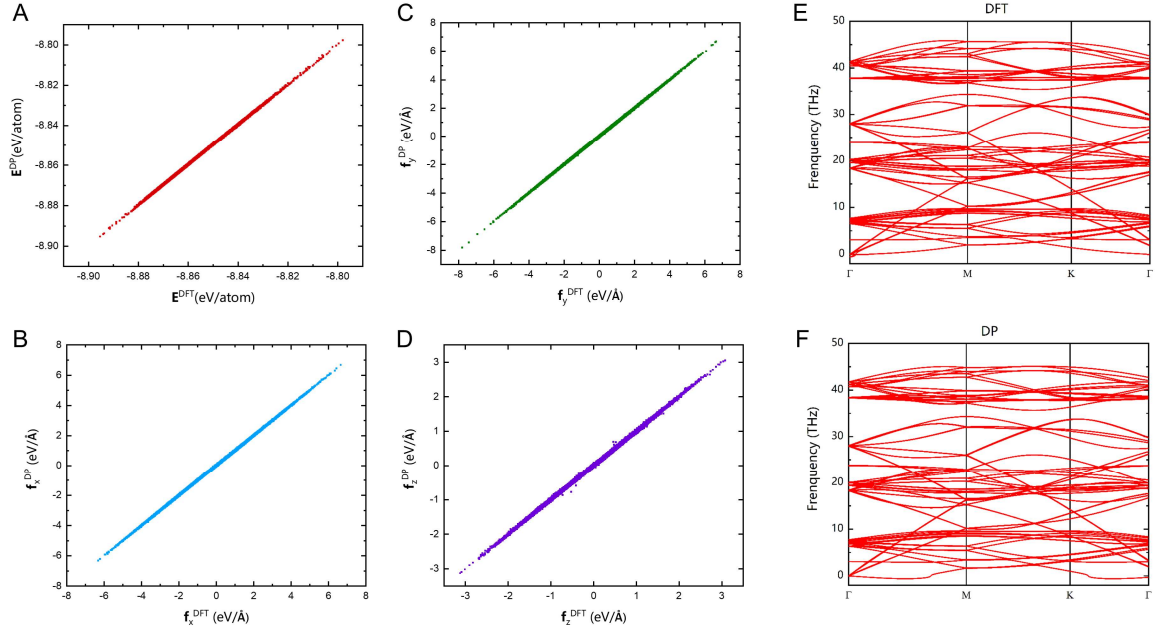 A
-8.80
-8.82
-8.84
-8.86
-8.88
-8.90
E^DP(eV/atom)
-8.90 -8.88 -8.86 -8.84 -8.82 -8.80
E^DFT(eV/atom)
C
8
6
4
2
0
-2
-4
-6
-8
f_y^DP (eV/Å)
-8 -6 -4 -2 0 2 4 6 8
f_y^DFT (eV/Å)
E
DFT
50
40
30
20
10
0
Frenquency (THz)
Γ M K Γ
B
8
6
4
2
0
-2
-4
-6
-8
f_x^DP (eV/Å)
-8 -6 -4 -2 0 2 4 6 8
f_x^DFT (eV/Å)
D
3
2
1
0
-1
-2
-3
f_z^DP (eV/Å)
-3 -2 -1 0 1 2 3
f_z^DFT (eV/Å)
F
DP
50
40
30
20
10
0
Frenquency (THz)
Γ M K Γ